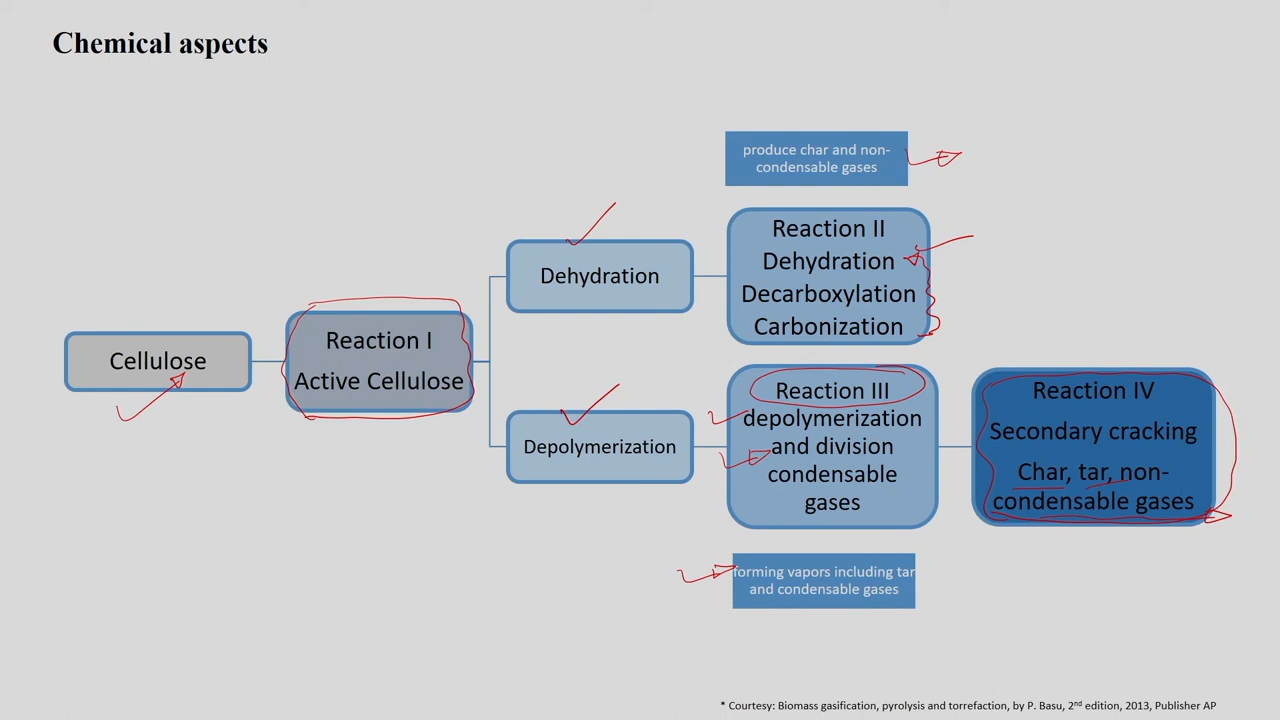 Chemical aspects
Cellulose
Reaction I
Active Cellulose
Dehydration
Depolymerization
produce char and non-
condensable gases
Reaction II
Dehydration
Decarboxylation
Carbonization
Reaction III
depolymerization
and division
condensable
gases
forming vapors including tar
and condensable gases
Reaction IV
Secondary cracking
Char, tar, non-
condensable gases
* Courtesy: Biomass gasification, pyrolysis and torrefaction, by P. Basu, 2nd edition, 2013, Publisher AP